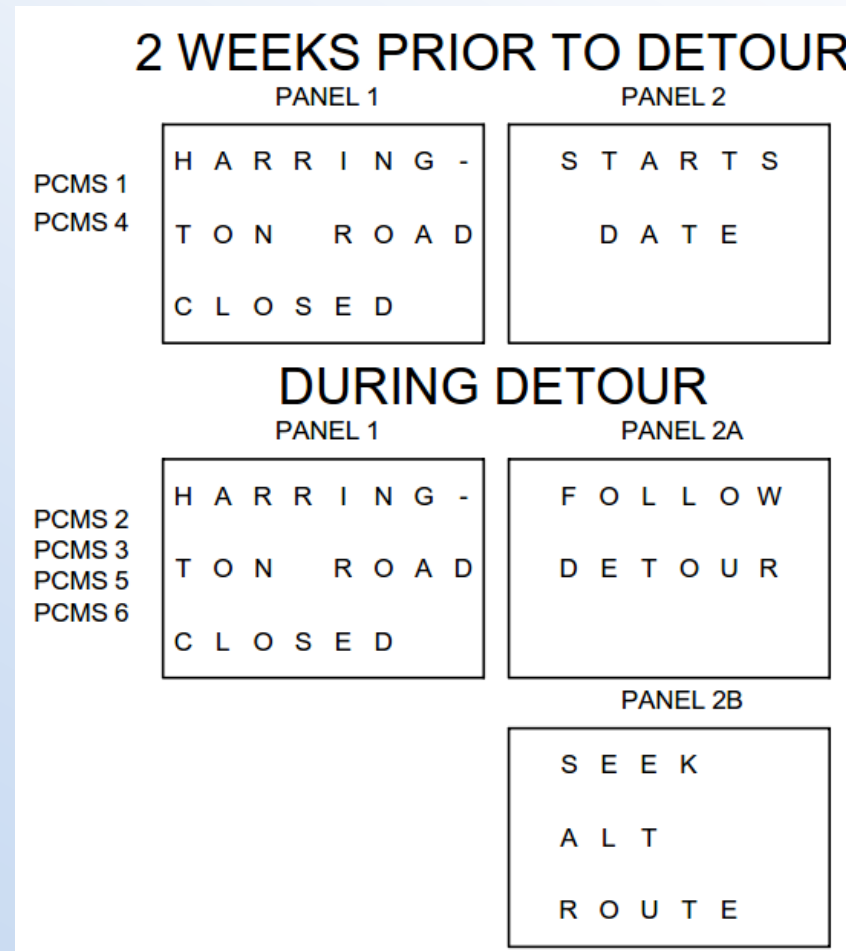 2 WEEKS PRIOR TO DETOUR
PANEL 1
PANEL 2
PCMS 1
PCMS 4
HARRING-
TON ROAD
CLOSED
STARTS
DATE
DURING DETOUR
PANEL 1
PANEL 2A
PCMS 2
PCMS 3
PCMS 5
PCMS 6
HARRING-
TON ROAD
CLOSED
FOLLOW
DETOUR
PANEL 2B
SEEK
ALT
ROUTE